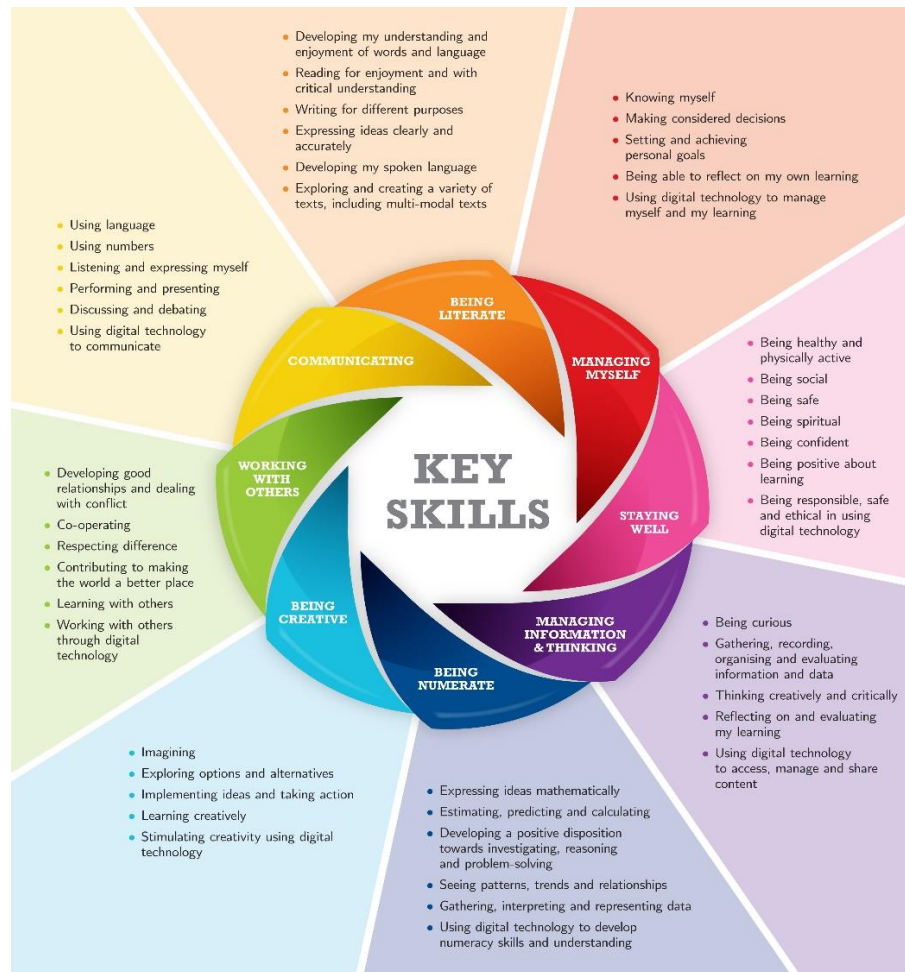 • Developing my understanding and
enjoyment of words and language
• Reading for enjoyment and with
critical understanding
• Writing for different purposes
• Expressing ideas clearly and
accurately
• Developing my spoken language
• Exploring and creating a variety of
texts, including multi-modal texts
• Knowing myself
• Making considered decisions
• Setting and achieving
personal goals
• Being able to reflect on my own learning
• Using digital technology to manage
myself and my learning
• Using language
• Using numbers
• Listening and expressing myself
• Performing and presenting
• Discussing and debating
• Using digital technology
to communicate
BEING
LITERATE
COMMUNICATING
MANAGING
MYSELF
• Being healthy and
physically active
• Being social
• Being safe
• Being spiritual
• Being confident
• Being positive about
learning
• Being responsible, safe
and ethical in using
digital technology
• Developing good
relationships and dealing
with conflict
• Co-operating
• Respecting difference
• Contributing to making
the world a better place
• Learning with others
• Working with others
through digital
technology
WORKING
WITH
OTHERS
KEY
SKILLS
STAYING
WELL
BEING
CREATIVE
BEING
NUMERATE
MANAGING
INFORMATION
& THINKING
• Being curious
• Gathering, recording,
organising and evaluating
information and data
• Thinking creatively and critically
• Reflecting on and evaluating
my learning
• Using digital technology
to access, manage and share
content
• Imagining
• Exploring options and alternatives
• Implementing ideas and taking action
• Learning creatively
• Stimulating creativity using digital
technology
• Expressing ideas mathematically
• Estimating, predicting and calculating
• Developing a positive disposition
towards investigating, reasoning
and problem-solving
• Seeing patterns, trends and relationships
• Gathering, interpreting and representing data
• Using digital technology to develop
numeracy skills and understanding